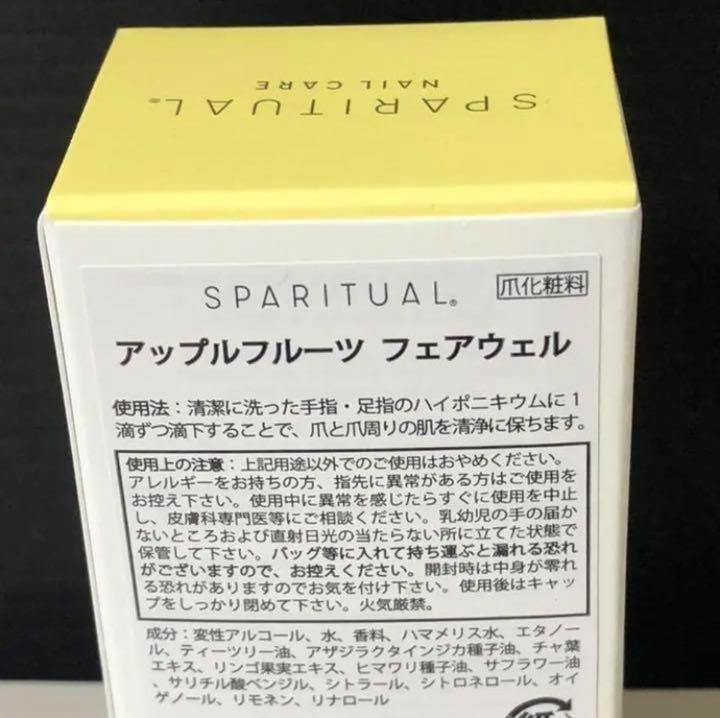 SPARITUAL®
NAIL CARE
SPARITUAL®
爪化粧料
アップルフルーツ フェアウェル
使用法：清潔に洗った手指・足指のハイポニキウムに1
滴ずつ滴下することで、爪と爪周りの肌を清浄に保ちます。
使用上の注意：上記用途以外でのご使用はおやめください。
アレルギーをお持ちの方、指先に異常がある方はご使用を
お控え下さい。使用中に異常を感じたらすぐに使用を中止
し、皮膚科専門医等にご相談ください。乳幼児の手の届か
ないところおよび直射日光の当たらない所に立てた状態で
保管して下さい。バッグ等に入れて持ち運ぶと漏れる恐れ
がございますので、お控えください。開封時は中身が零れ
る恐れがありますのでお気を付け下さい。使用後はキャッ
プをしっかり閉めて下さい。火気厳禁。
成分：変性アルコール、水、香料、ハマメリス水、エタノー
ル、ティーツリー油、アザジラクタインジカ種子油、チャ葉
エキス、リンゴ果実エキス、ヒマワリ種子油、サフラワー油
、サリチル酸ベンジル、シトラール、シトロネロール、オイ
ゲノール、リモネン、リナロール